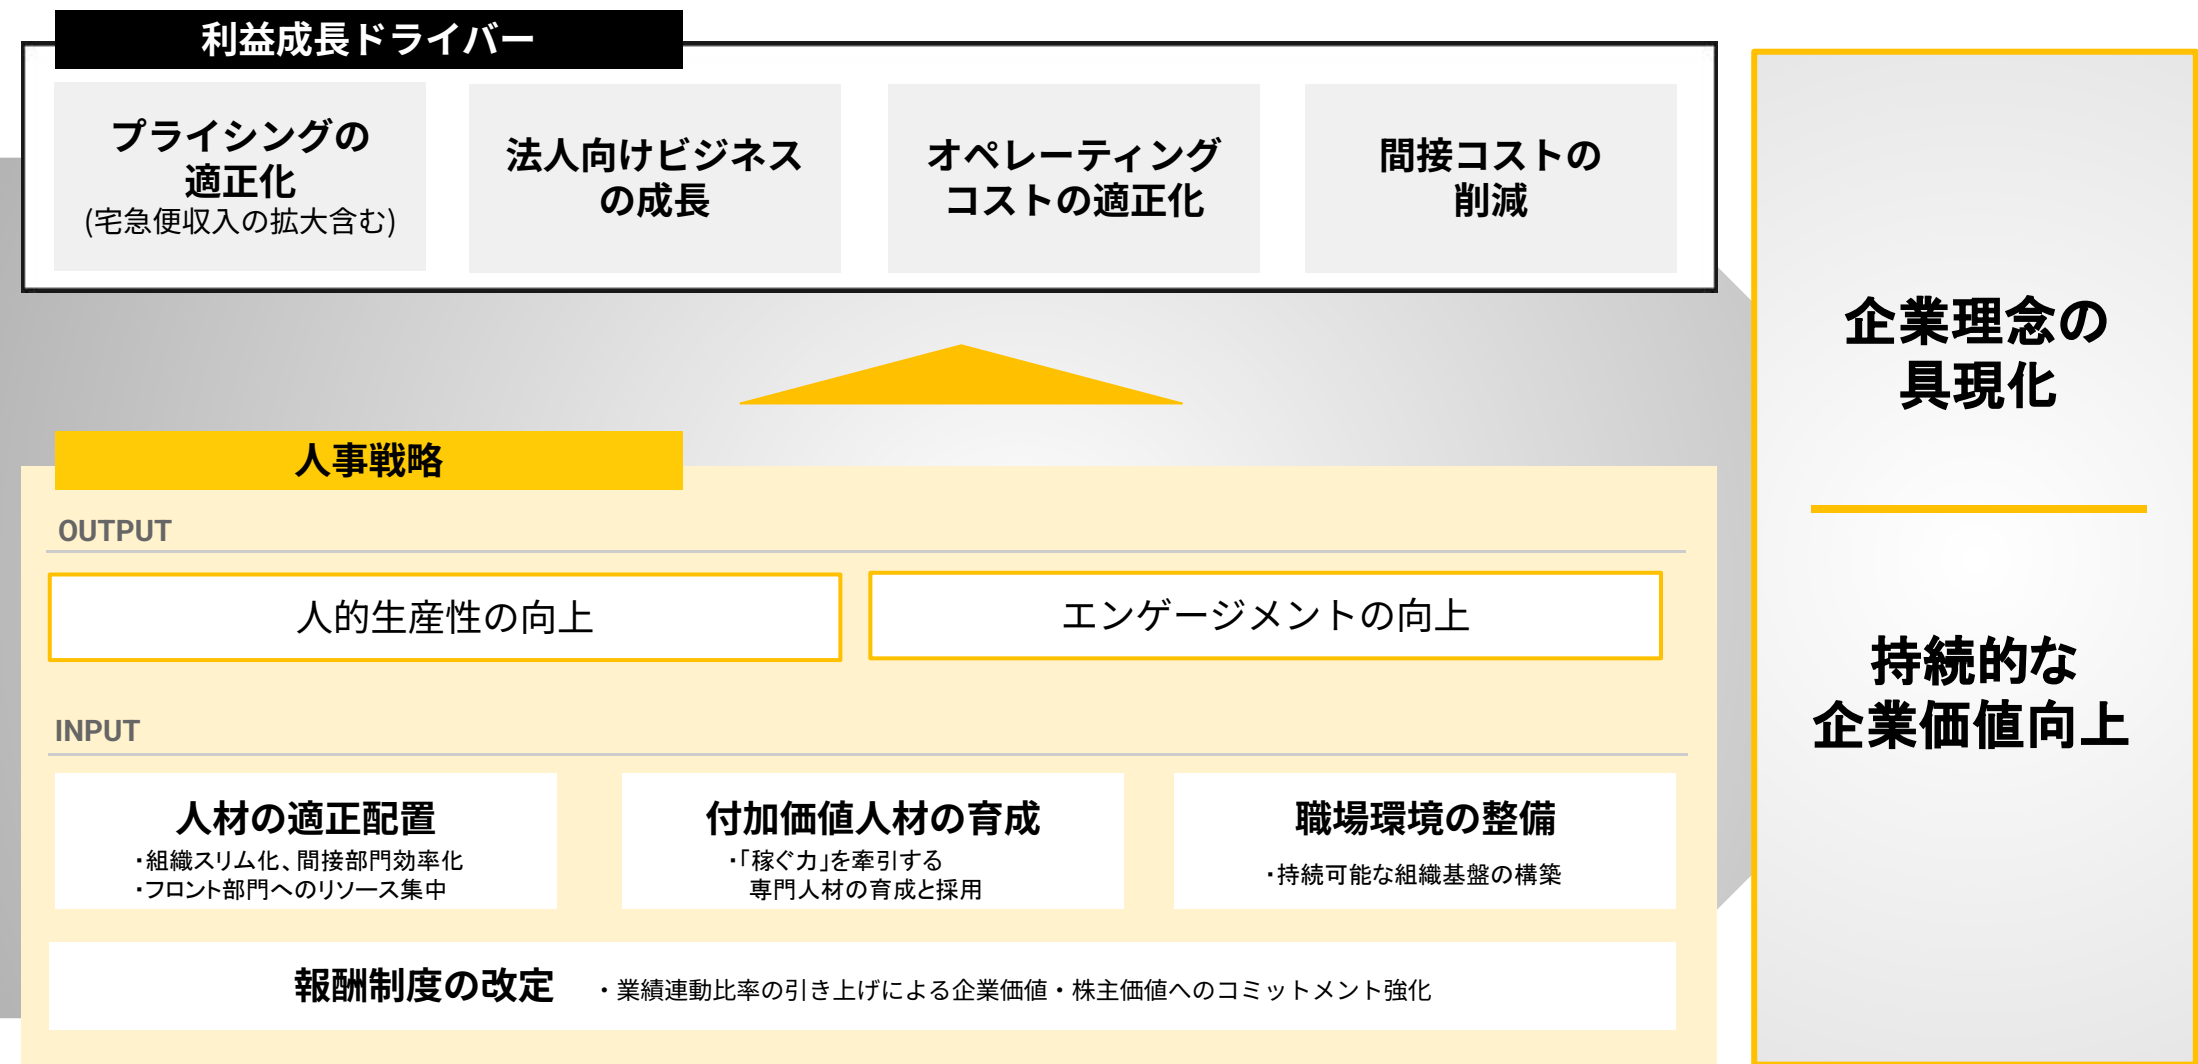 利益成長ドライバー
プライシングの
適正化
(宅急便収入の拡大含む)
法人向けビジネス
の成長
オペレーティング
コストの適正化
間接コストの
削減
人事戦略
OUTPUT
人的生産性の向上
エンゲージメントの向上
INPUT
人材の適正配置
・組織スリム化、間接部門効率化
・フロント部門へのリソース集中
付加価値人材の育成
・「稼ぐ力」を牽引する
専門人材の育成と採用
職場環境の整備
・持続可能な組織基盤の構築
報酬制度の改定 ・業績連動比率の引き上げによる企業価値・株主価値へのコミットメント強化
企業理念の
具現化
持続的な
企業価値向上